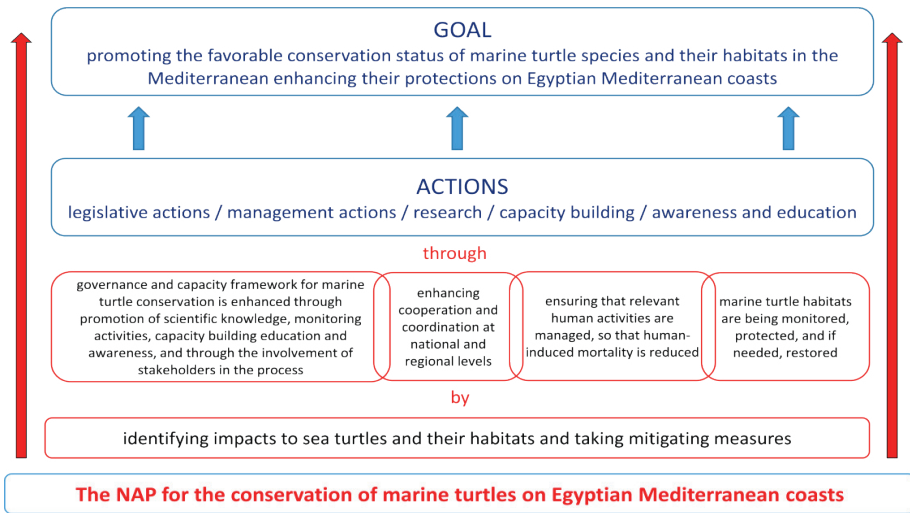 GOAL
promoting the favorable conservation status of marine turtle species and their habitats in the
Mediterranean enhancing their protections on Egyptian Mediterranean coasts
ACTIONS
legislative actions / management actions / research / capacity building / awareness and education
through
governance and capacity framework for marine
turtle conservation is enhanced through
promotion of scientific knowledge, monitoring
activities, capacity building education and
awareness, and through the involvement of
stakeholders in the process
enhancing
cooperation and
coordination at
national and
regional levels
ensuring that relevant
human activities are
managed, so that human-
induced mortality is reduced
marine turtle habitats
are being monitored,
protected, and if
needed, restored
by
identifying impacts to sea turtles and their habitats and taking mitigating measures
The NAP for the conservation of marine turtles on Egyptian Mediterranean coasts